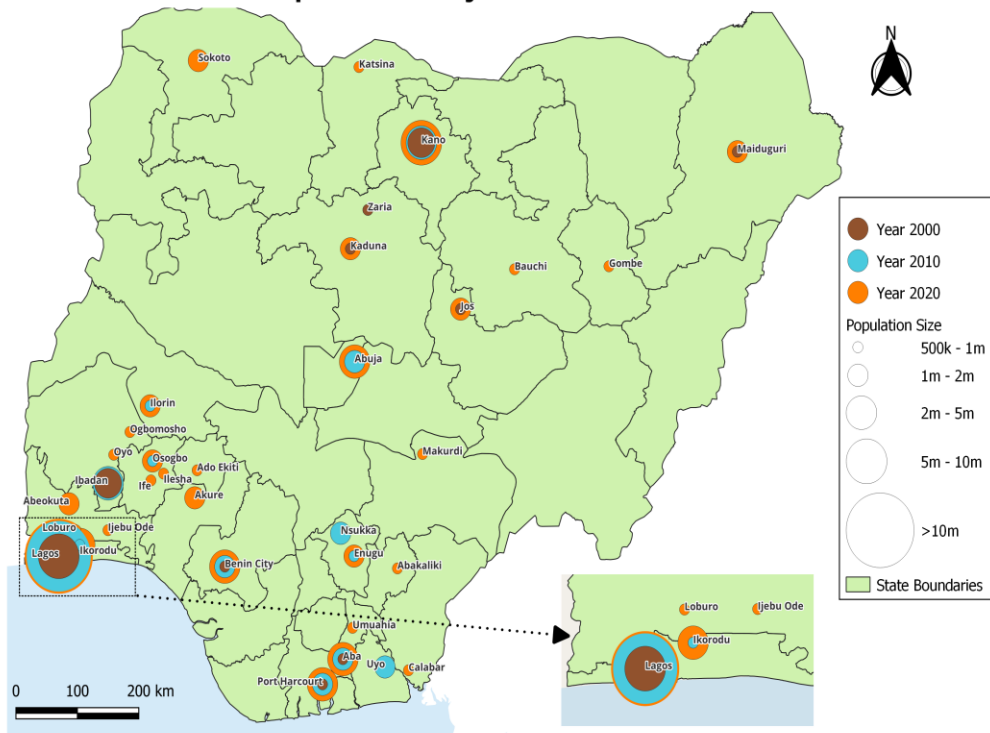 N
Sokoto
Katsina
Kano
Maiduguri
Zaria
Kaduna
Bauchi
Gombe
Jos
Abuja
Ilorin
Ogbomosho
Oyo
Osogbo
Ado Ekiti
Makurdi
Ibadan
Ife
Ilesha
Abeokuta
Akure
Loburo
Ijebu Ode
Nsukka
Lagos
Ikorodu
Benin City
Enugu
Abakaliki
Umuahia
Aba
Uyo
Calabar
Port Harcourt
0 100 200 km
Year 2000
Year 2010
Year 2020
Population Size
500k - 1m
1m - 2m
2m - 5m
5m - 10m
>10m
State Boundaries
Loburo
Ijebu Ode
Ikorodu
Lagos